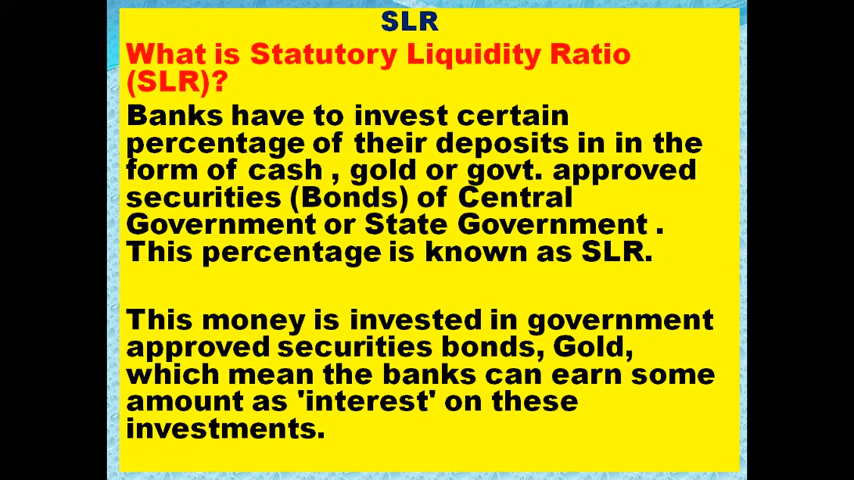 SLR
What is Statutory Liquidity Ratio
(SLR)?
Banks have to invest certain
percentage of their deposits in in the
form of cash , gold or govt. approved
securities (Bonds) of Central
Government or State Government .
This percentage is known as SLR.
This money is invested in government
approved securities bonds, Gold,
which mean the banks can earn some
amount as 'interest' on these
investments.